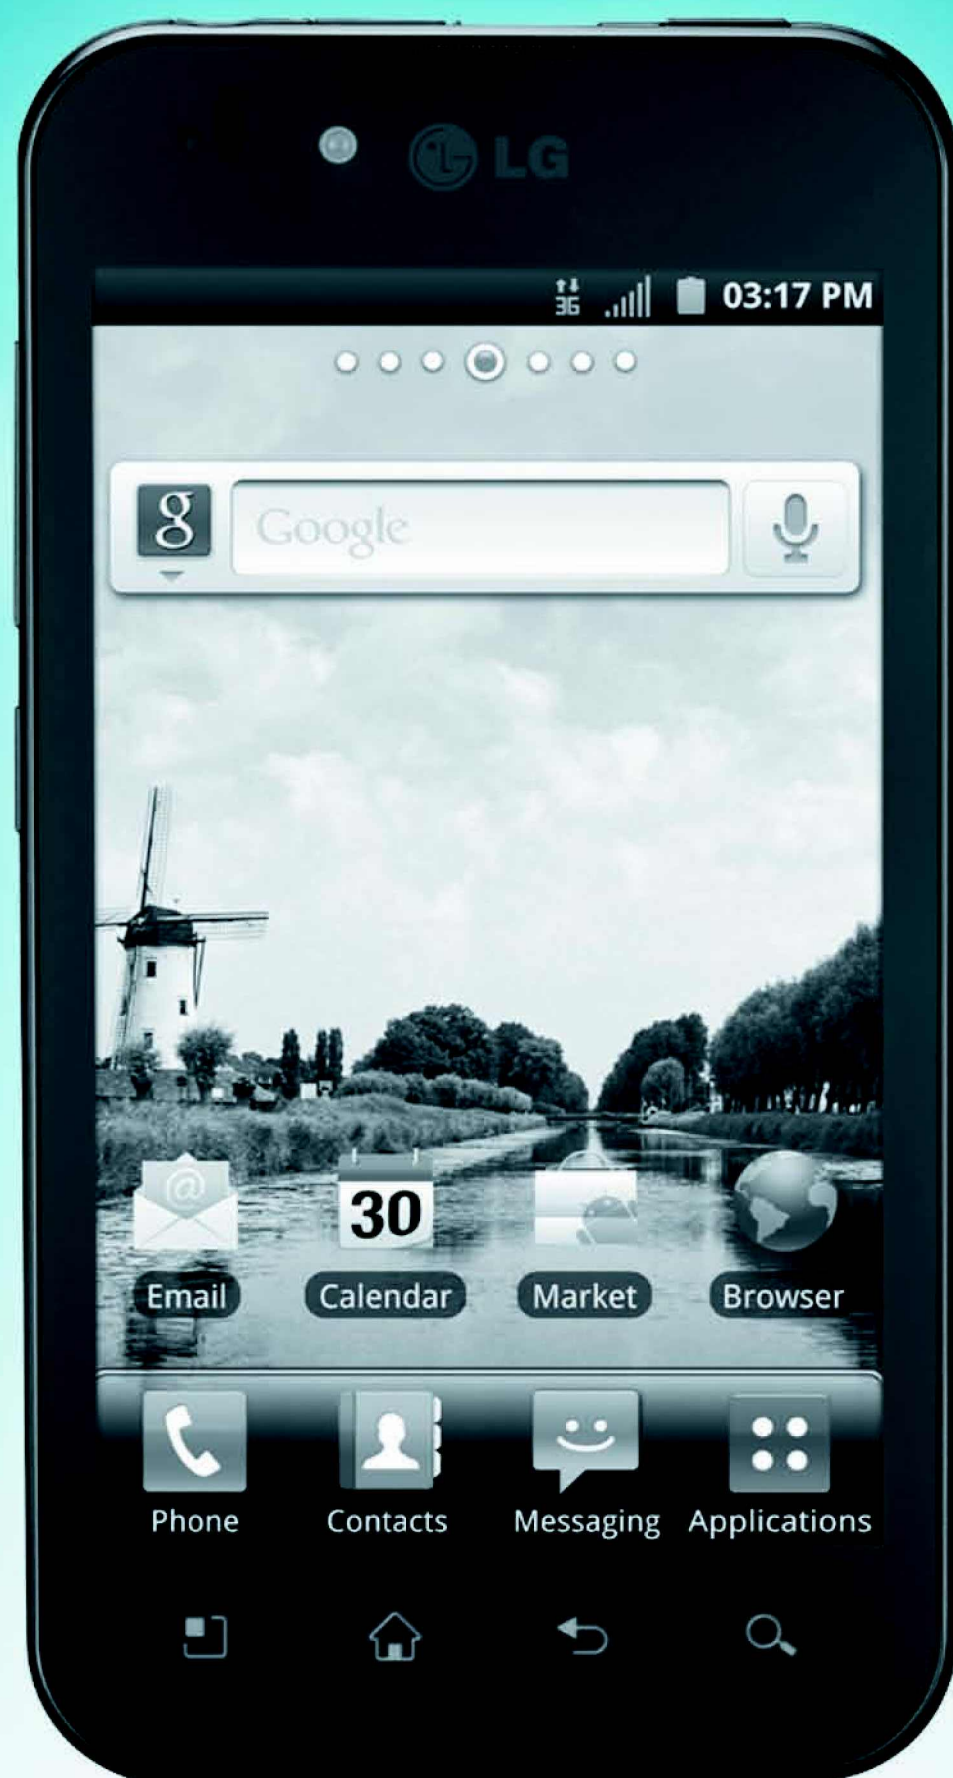 LG
3G 03:17 PM
g Google
@ 30
Email Calendar Market Browser
Phone Contacts Messaging Applications